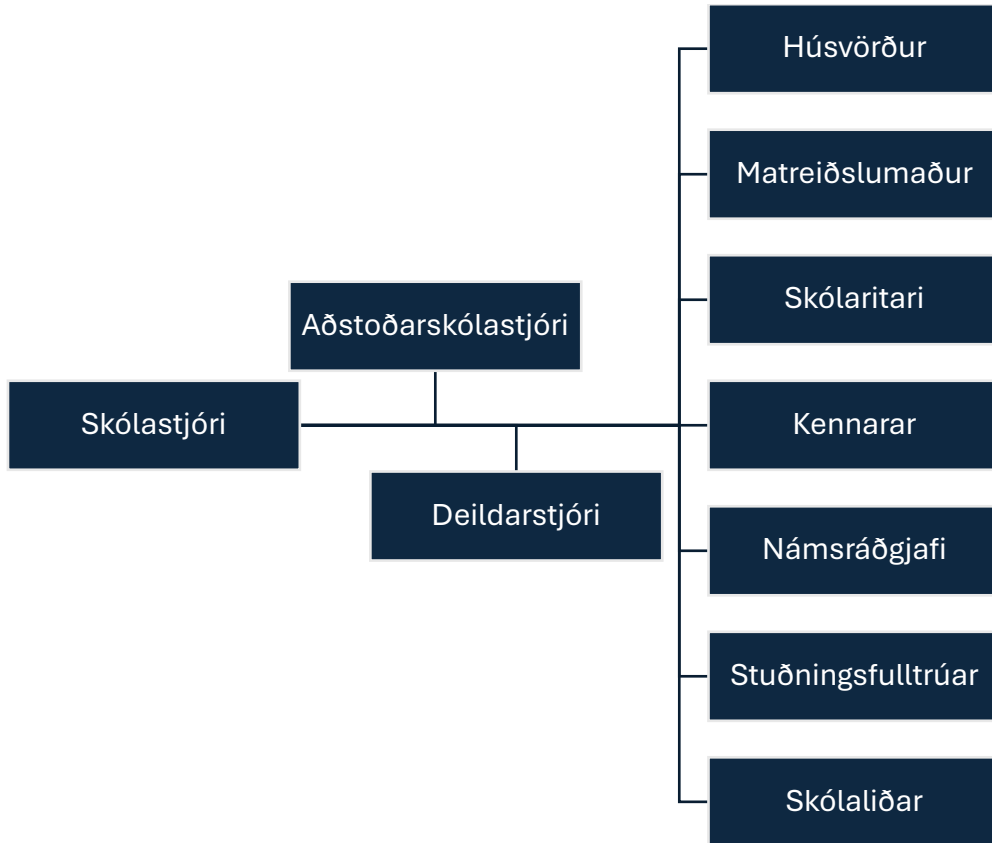 Húsvörður
Matreiðslumaður
Skólaritari
Aðstoðarskólastjóri
Skólastjóri
Kennarar
Deildarstjóri
Námsráðgjafi
Stuðningsfulltrúar
Skólaliðar